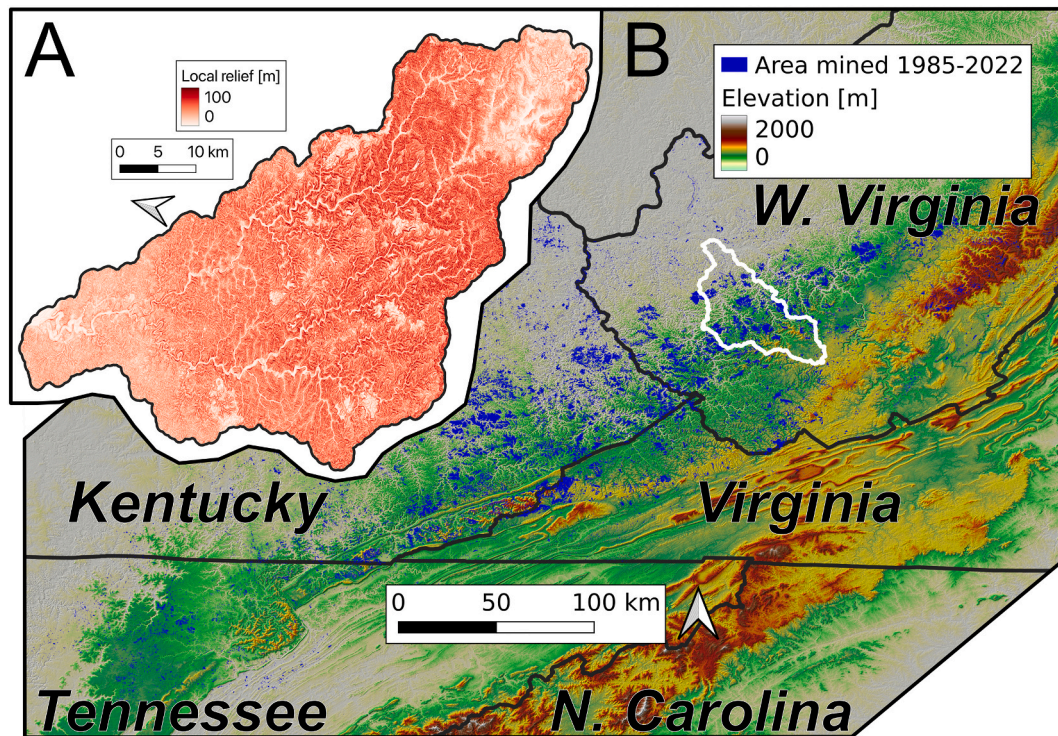 A
Local relief [m]
100
0
0 5 10 km
B
Area mined 1985-2022
Elevation [m]
2000
0
W. Virginia
Kentucky
Virginia
0 50 100 km
Tennessee
N. Carolina